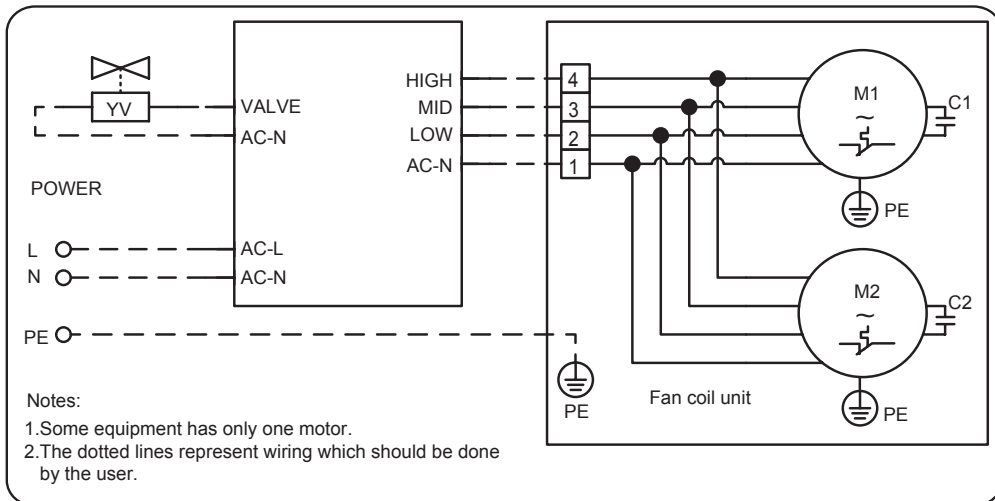 HIGH
MID
LOW
AC-N
VALVE
AC-N
YV
POWER
L
N
AC-L
AC-N
PE
4
3
2
1
M1
~
C1
PE
M2
~
C2
PE
PE
Fan coil unit
Notes:
1.Some equipment has only one motor.
2.The dotted lines represent wiring which should be done
by the user.